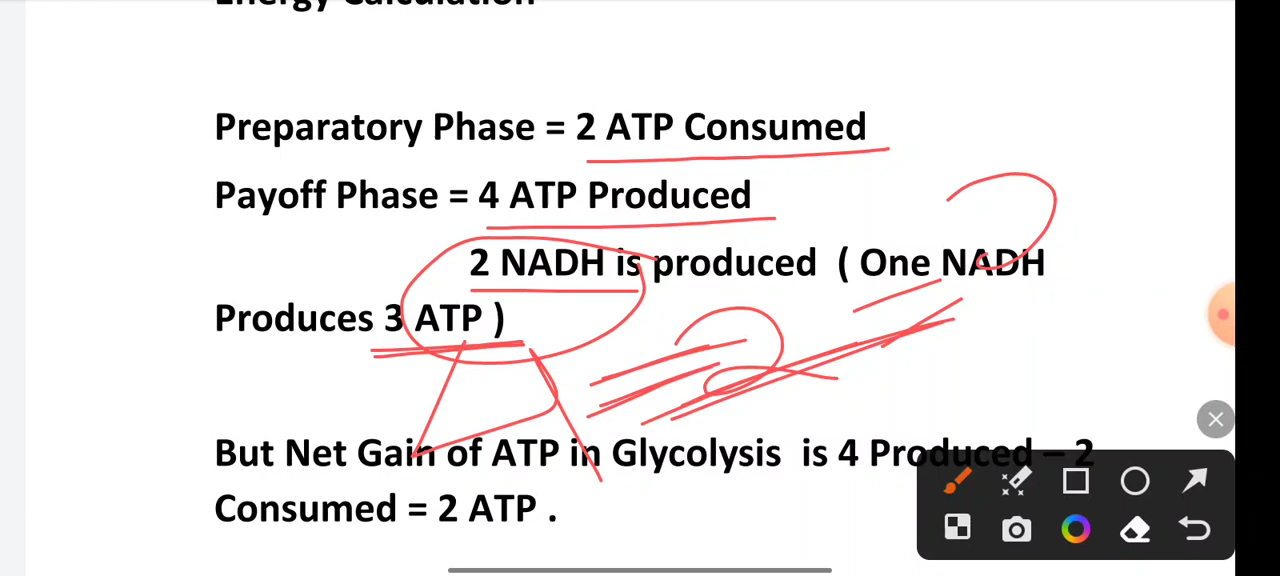 Energy Calculation
Preparatory Phase = 2 ATP Consumed
Payoff Phase = 4 ATP Produced
2 NADH is produced ( One NADH
Produces 3 ATP )
But Net Gain of ATP in Glycolysis is 4 Produced – 2
Consumed = 2 ATP .